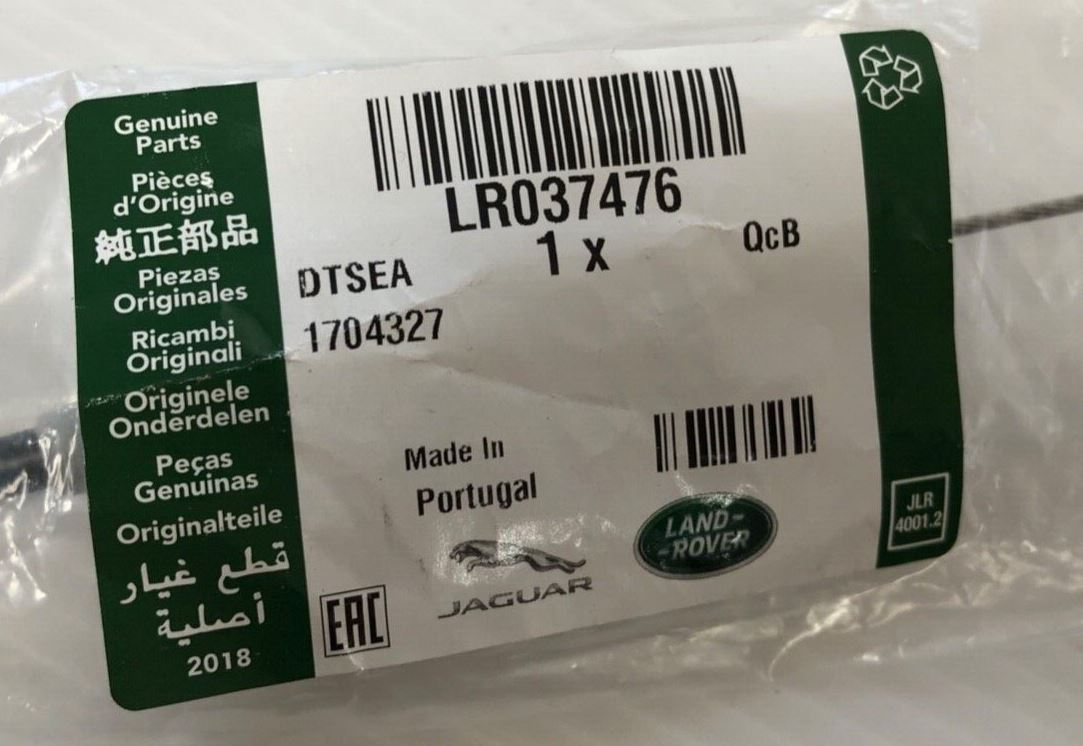 Genuine
Parts
Pièces
d'Origine
純正部品
Piezas
Originales
Ricambi
Originali
Originele
Onderdelen
Peças
Genuinas
Originalteile
قطع غيار
أصلية
2018
LR037476
1 x
QcB
DTSEA
1704327
Made In
Portugal
JAGUAR
LAND-
-ROVER
EAC
JLR
4001.2